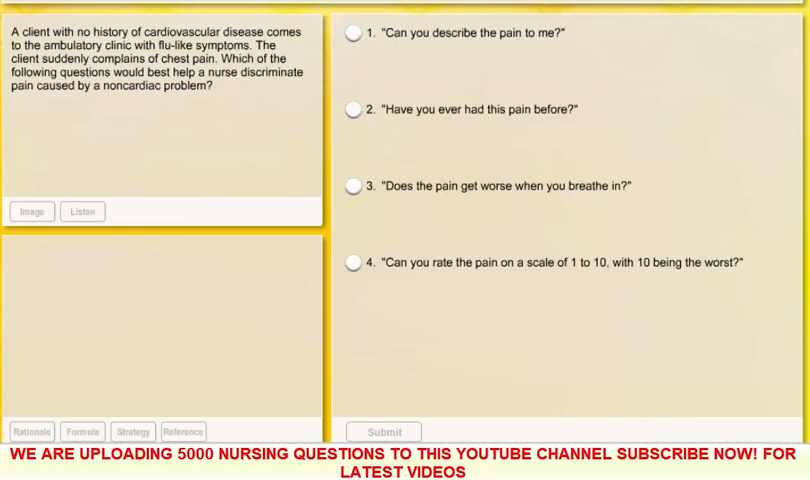 A client with no history of cardiovascular disease comes
to the ambulatory clinic with flu-like symptoms. The
client suddenly complains of chest pain. Which of the
following questions would best help a nurse discriminate
pain caused by a noncardiac problem?
Image
Listen
1. "Can you describe the pain to me?"
2. "Have you ever had this pain before?"
3. "Does the pain get worse when you breathe in?"
4. "Can you rate the pain on a scale of 1 to 10, with 10 being the worst?"
Rationale
Formula
Strategy
Reference
Submit
WE ARE UPLOADING 5000 NURSING QUESTIONS TO THIS YOUTUBE CHANNEL SUBSCRIBE NOW! FOR
LATEST VIDEOS